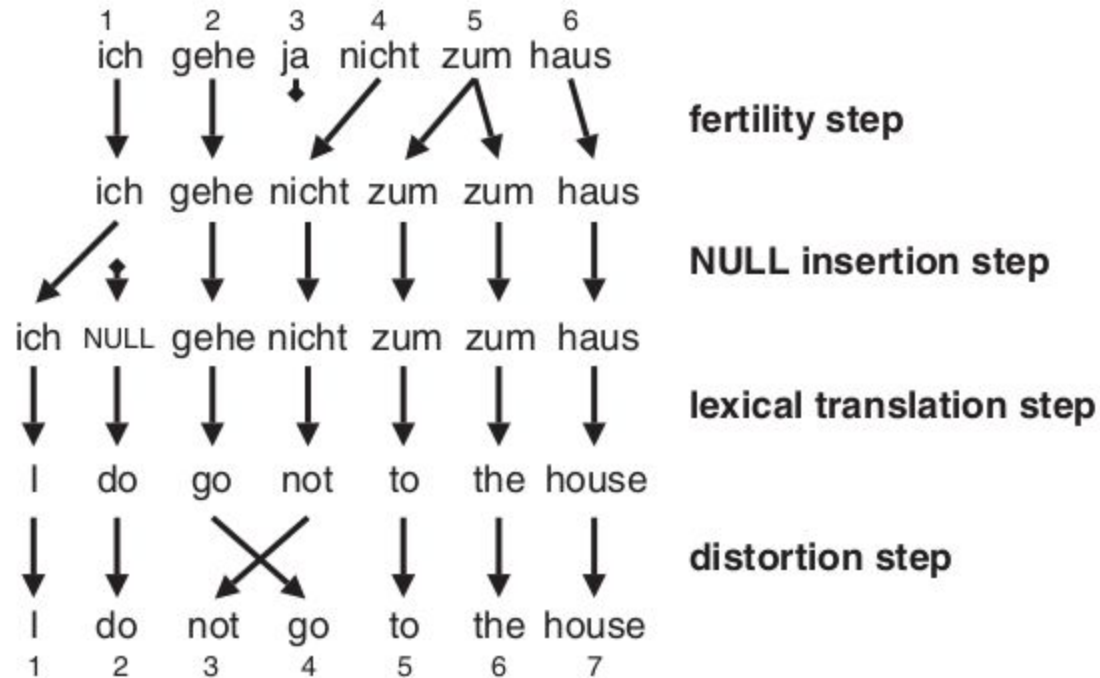 1 2 3 4 5 6
ich gehe ja nicht zum haus
fertility step
ich gehe nicht zum zum haus
NULL insertion step
ich NULL gehe nicht zum zum haus
lexical translation step
I do go not to the house
distortion step
I do not go to the house
1 2 3 4 5 6 7